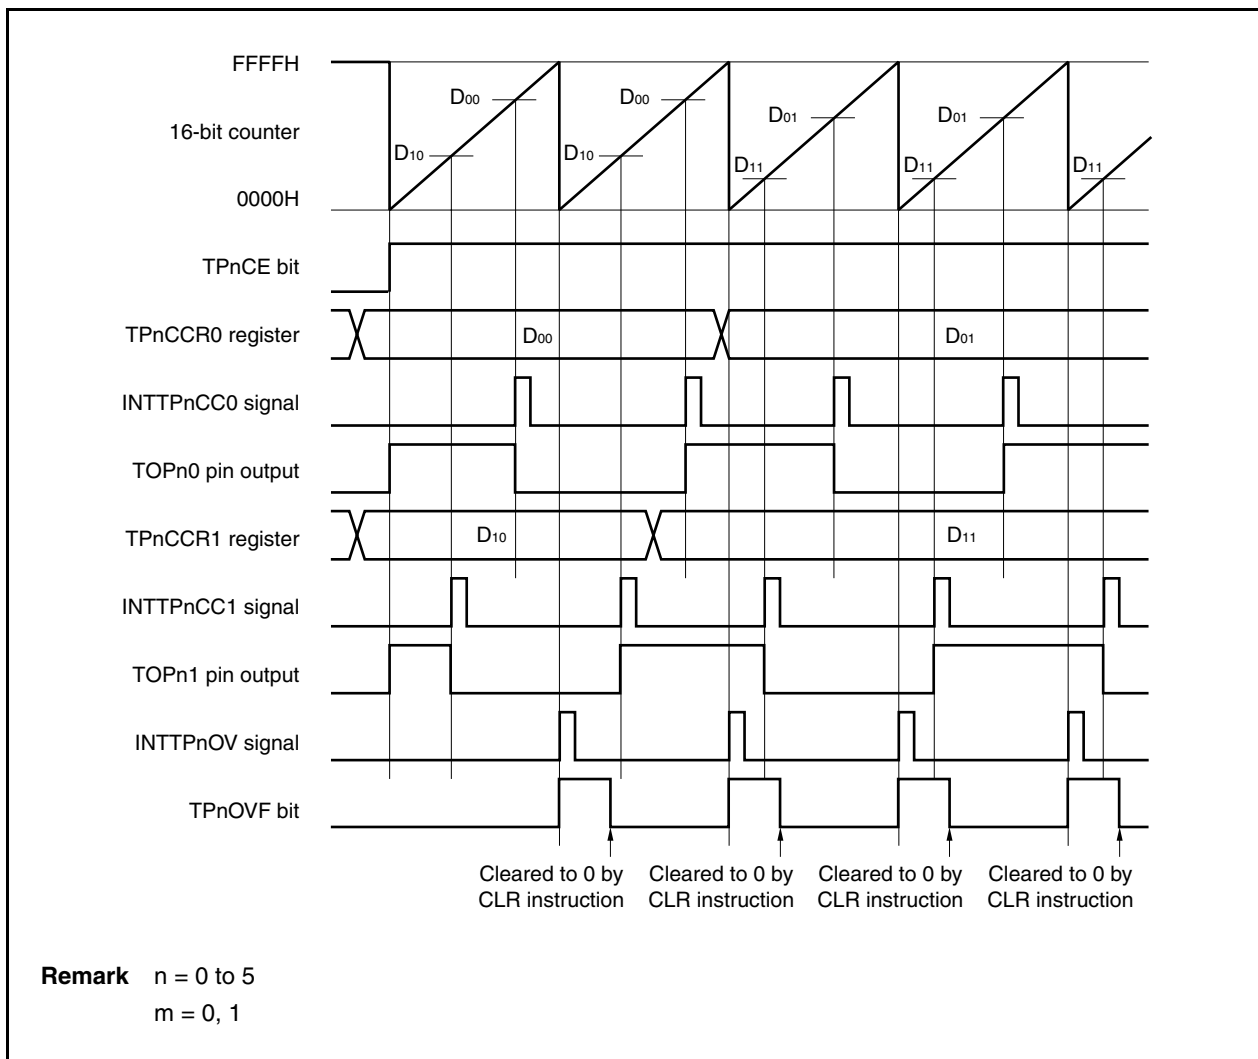 FFFFH
D00 D00
D01 D01
16-bit counter
D10 D10
D11 D11 D11
0000H
TPnCE bit
TPnCCR0 register D00 D01
INTTPnCC0 signal
TOPn0 pin output
TPnCCR1 register D10 D11
INTTPnCC1 signal
TOPn1 pin output
INTTPnOV signal
TPnOVF bit
Cleared to 0 by Cleared to 0 by Cleared to 0 by Cleared to 0 by
CLR instruction CLR instruction CLR instruction CLR instruction
Remark n = 0 to 5
m = 0, 1